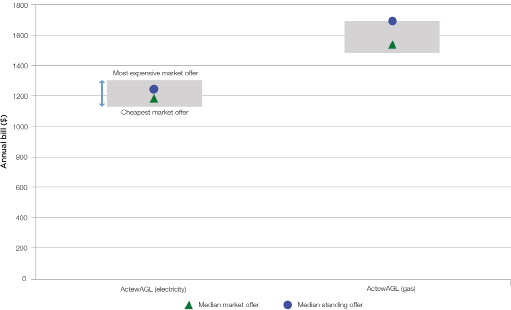 1800
1600
1400
1200
1000
800
600
400
200
0
Annual bill ($)
Most expensive market offer
Cheapest market offer
ActewAGL (electricity)
ActewAGL (gas)
Median market offer
Median standing offer